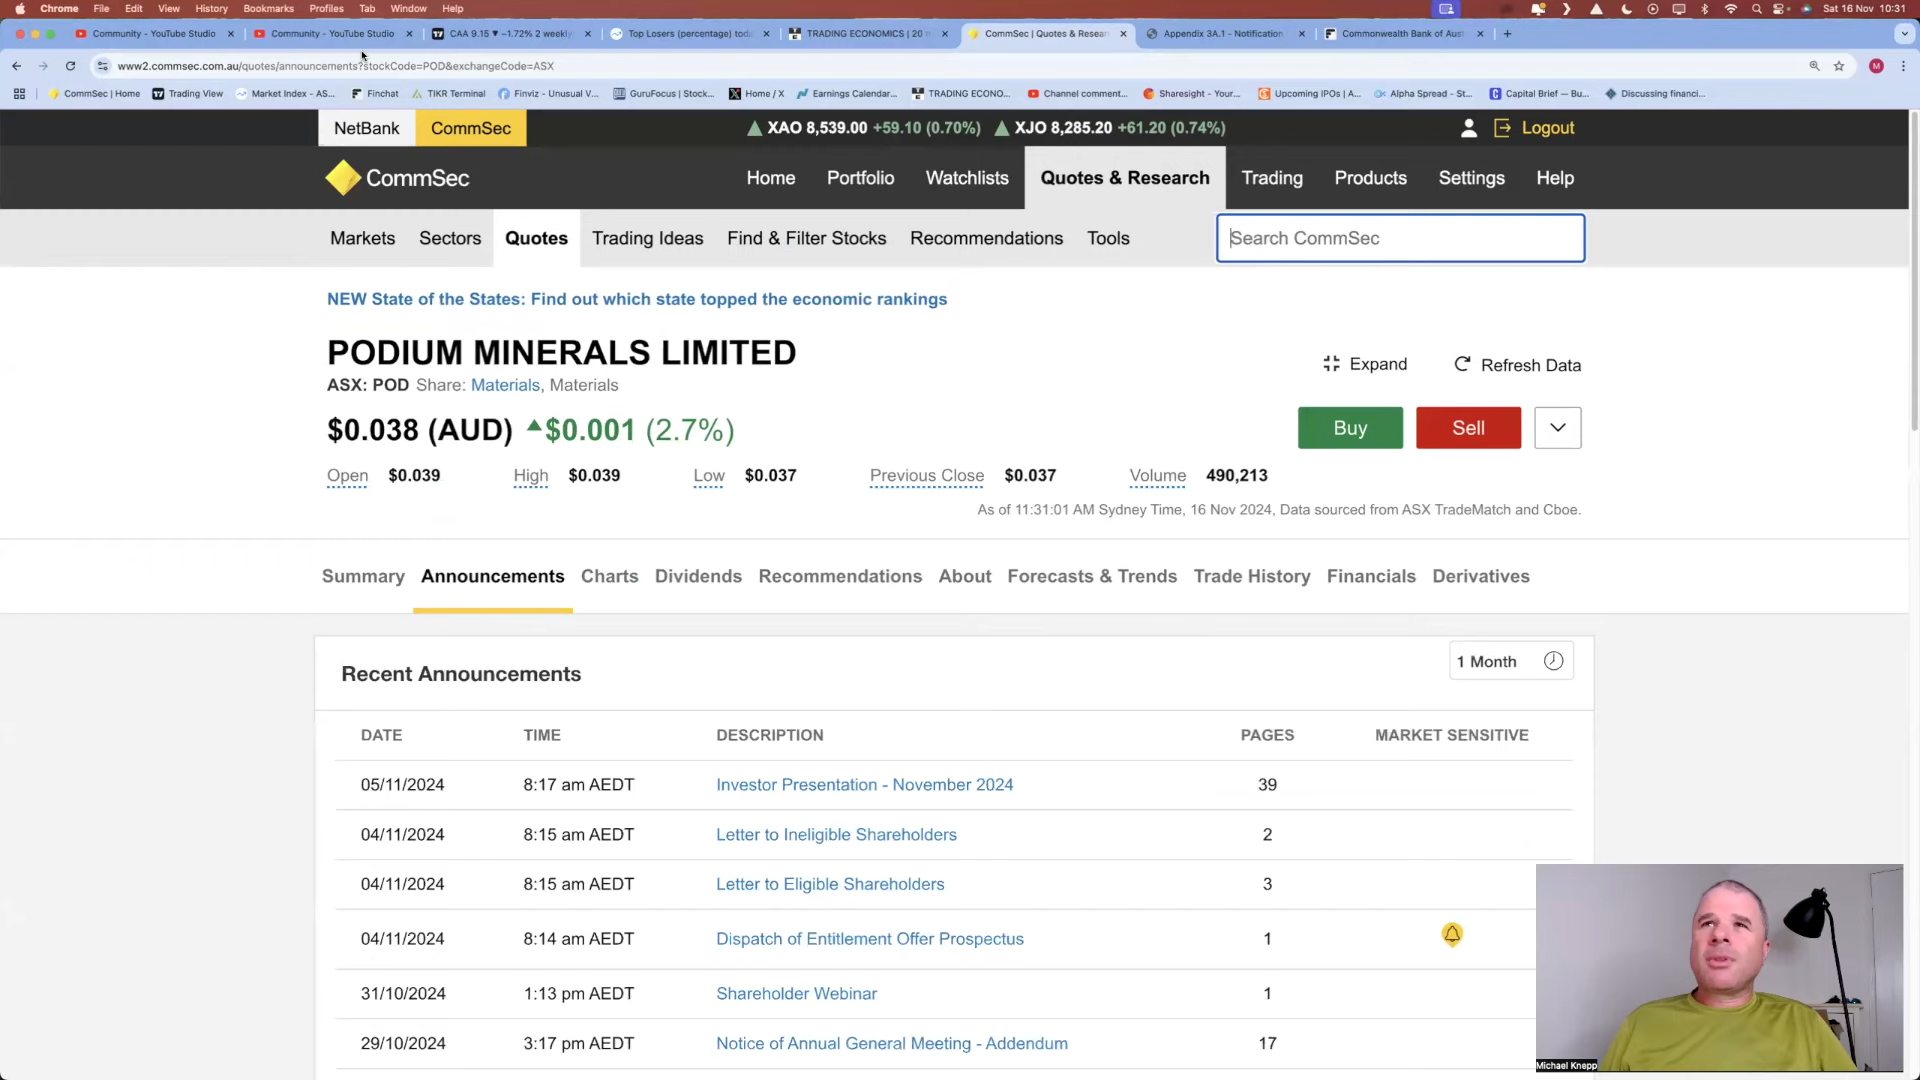 Chrome File Edit View History Bookmarks Profiles Tab Window Help Sat 16 Nov 10:31
Community - YouTube Studio Community - YouTube Studio CAA 9.15 ▼ −1.72% 2 weekly Top Losers (percentage) toda TRADING ECONOMICS | 20 m CommSec | Quotes & Resear Appendix 3A.1 - Notification Commonwealth Bank of Aust
www2.commsec.com.au/quotes/announcements?stockCode=POD&exchangeCode=ASX
CommSec | Home Trading View Market Index - AS... Finchat TIKR Terminal Finviz - Unusual V... GuruFocus | Stock... Home / X Earnings Calendar... TRADING ECONO... Channel comment... Sharesight - Your... Upcoming IPOs | A... Alpha Spread - St... Capital Brief — Bu... Discussing financi...
NetBank CommSec XAO 8,539.00 +59.10 (0.70%) XJO 8,285.20 +61.20 (0.74%) Logout
CommSec Home Portfolio Watchlists Quotes & Research Trading Products Settings Help
Markets Sectors Quotes Trading Ideas Find & Filter Stocks Recommendations Tools Search CommSec
NEW State of the States: Find out which state topped the economic rankings
PODIUM MINERALS LIMITED
Expand Refresh Data
ASX: POD Share: Materials, Materials
$0.038 (AUD) $0.001 (2.7%)
Buy Sell
Open $0.039 High $0.039 Low $0.037 Previous Close $0.037 Volume 490,213
As of 11:31:01 AM Sydney Time, 16 Nov 2024, Data sourced from ASX TradeMatch and Cboe.
Summary Announcements Charts Dividends Recommendations About Forecasts & Trends Trade History Financials Derivatives
Recent Announcements 1 Month
DATE TIME DESCRIPTION PAGES MARKET SENSITIVE
05/11/2024 8:17 am AEDT Investor Presentation - November 2024 39
04/11/2024 8:15 am AEDT Letter to Ineligible Shareholders 2
04/11/2024 8:15 am AEDT Letter to Eligible Shareholders 3
04/11/2024 8:14 am AEDT Dispatch of Entitlement Offer Prospectus 1
31/10/2024 1:13 pm AEDT Shareholder Webinar 1
29/10/2024 3:17 pm AEDT Notice of Annual General Meeting - Addendum 17
Michael Knepp